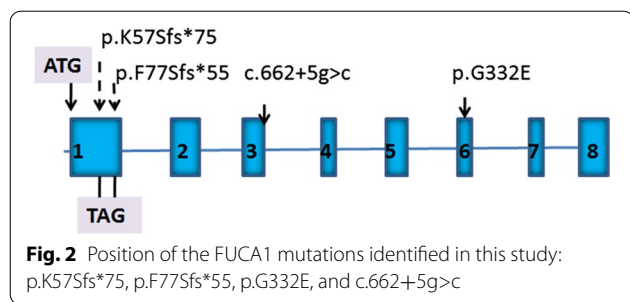 p.K57Sfs*75
ATG
p.F77Sfs*55 c.662+5g>c p.G332E
1 2 3 4 5 6 7 8
TAG
Fig. 2 Position of the FUCA1 mutations identified in this study:
p.K57Sfs*75, p.F77Sfs*55, p.G332E, and c.662+5g>c